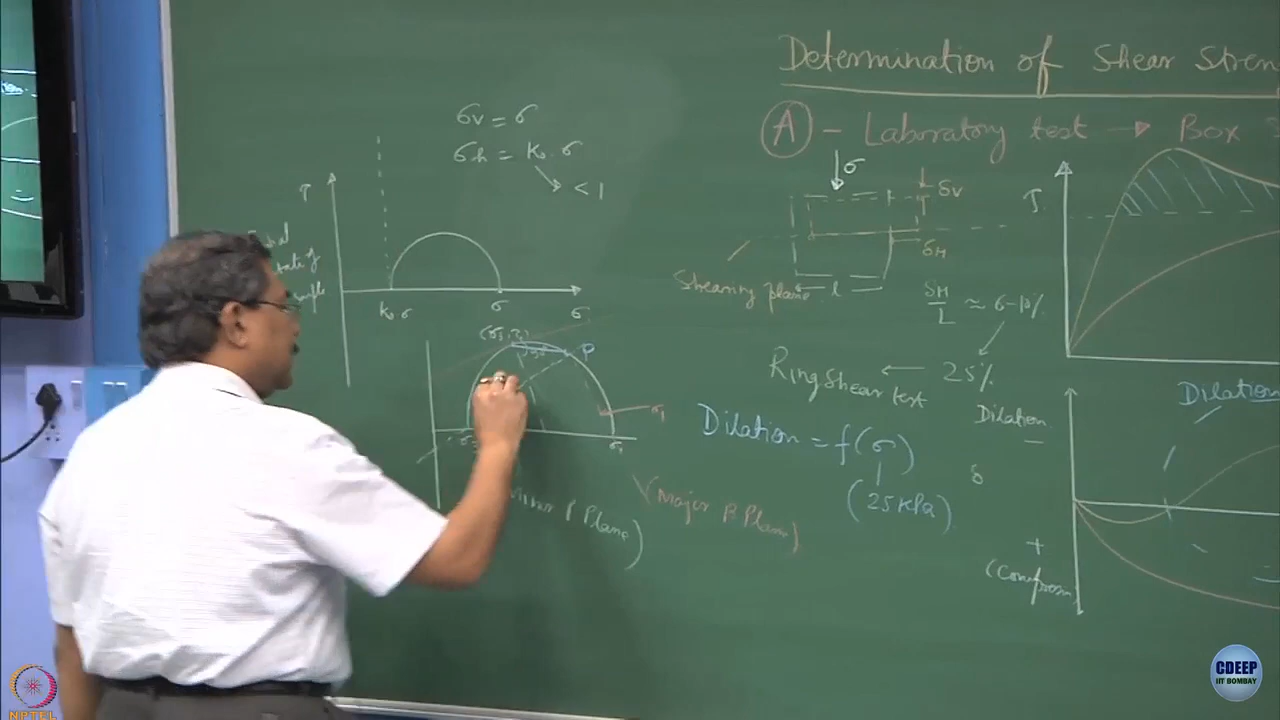 Determination of Shear Stren
A - Laboratory test → Box
σv = σ
σh = K₀.σ
< 1
τ
K₀ σ
σ
σ
P
σ₁
σ₁
Minor P Plane)
(Major P Plane)
σ
δv
δH
Shearing plane
l
δH/L ≈ 6-10%
25%
Ring shear test
Dilation = f(σ)
(25 KPa)
τ
Dilation
-
Dilation
δ
+
CDEEP
IIT BOMBAY
NPTEL